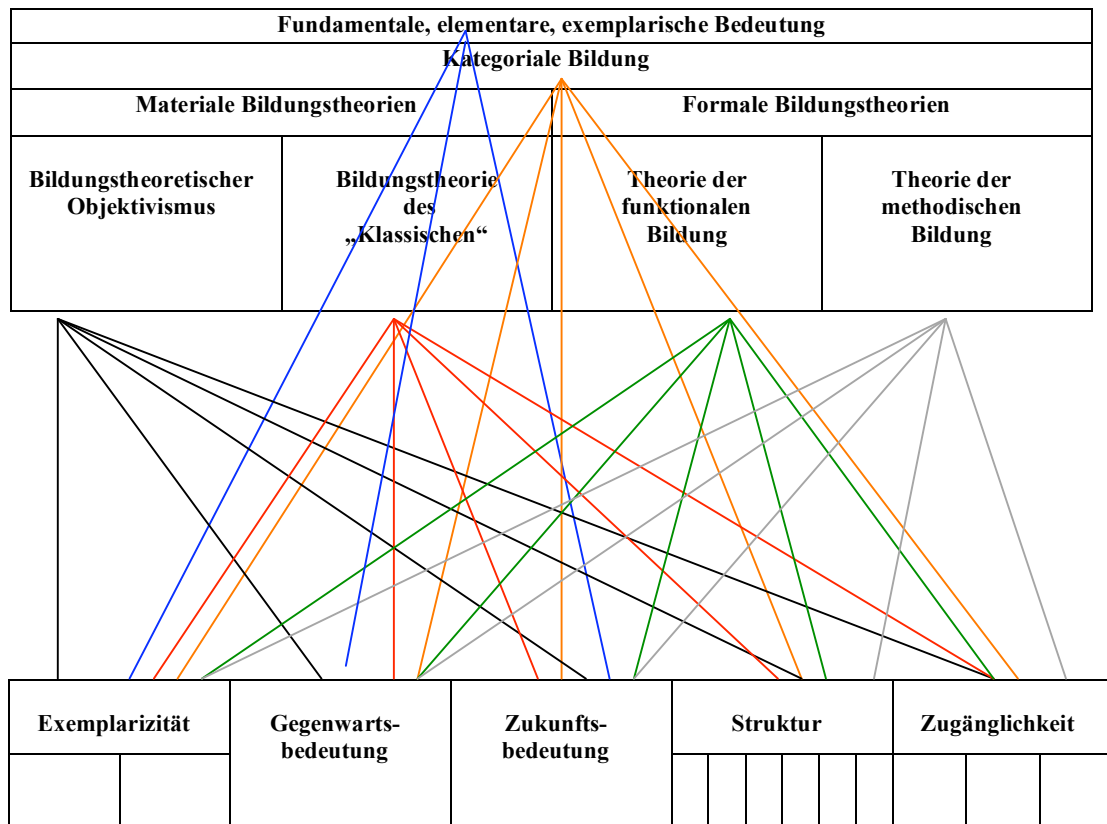 Fundamentale, elementare, exemplarische Bedeutung
Kategoriale Bildung
Materiale Bildungstheorien
Formale Bildungstheorien
Bildungstheoretischer
Objektivismus
Bildungstheorie
des
„Klassischen“
Theorie der
funktionalen
Bildung
Theorie der
methodischen
Bildung
Exemplarizität
Gegenwarts-
bedeutung
Zukunfts-
bedeutung
Struktur
Zugänglichkeit